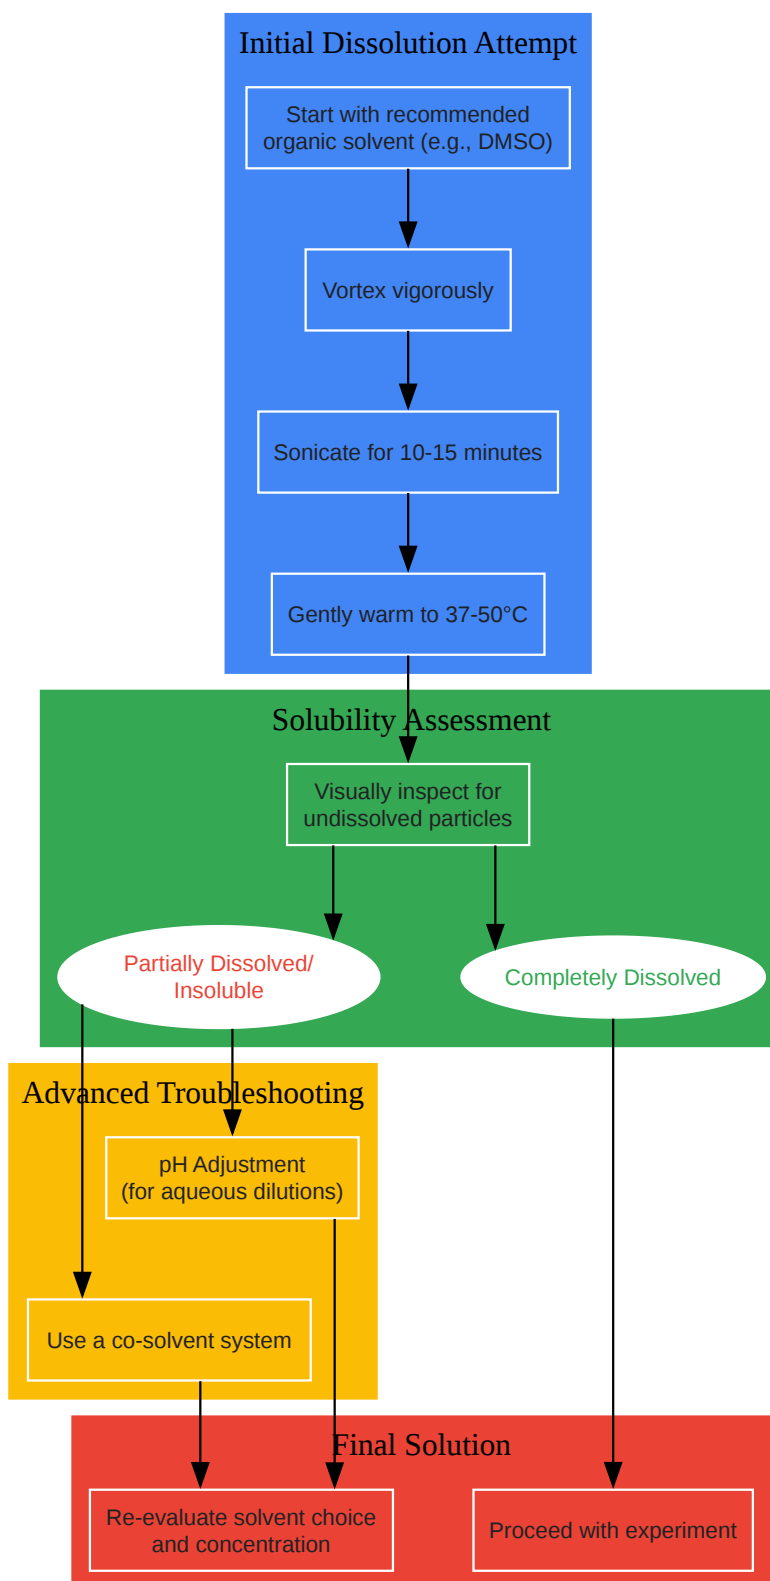 Initial Dissolution Attempt
Start with recommended
organic solvent (e.g., DMSO)
Vortex vigorously
Sonicate for 10-15 minutes
Gently warm to 37-50°C
Solubility Assessment
Visually inspect for
undissolved particles
Partially Dissolved/
Insoluble
Completely Dissolved
Advanced Troubleshooting
pH Adjustment
(for aqueous dilutions)
Use a co-solvent system
Final Solution
Re-evaluate solvent choice
and concentration
Proceed with experiment